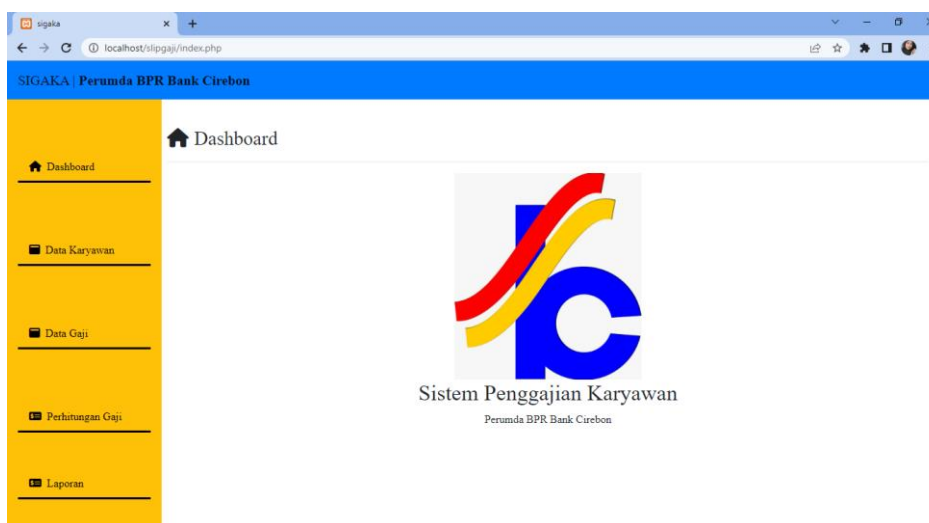 sigaka
localhost/slipgaji/index.php
SIGAKA | Perumda BPR Bank Cirebon
Dashboard
Dashboard
Data Karyawan
Data Gaji
Perhitungan Gaji
Laporan
Sistem Penggajian Karyawan
Perumda BPR Bank Cirebon